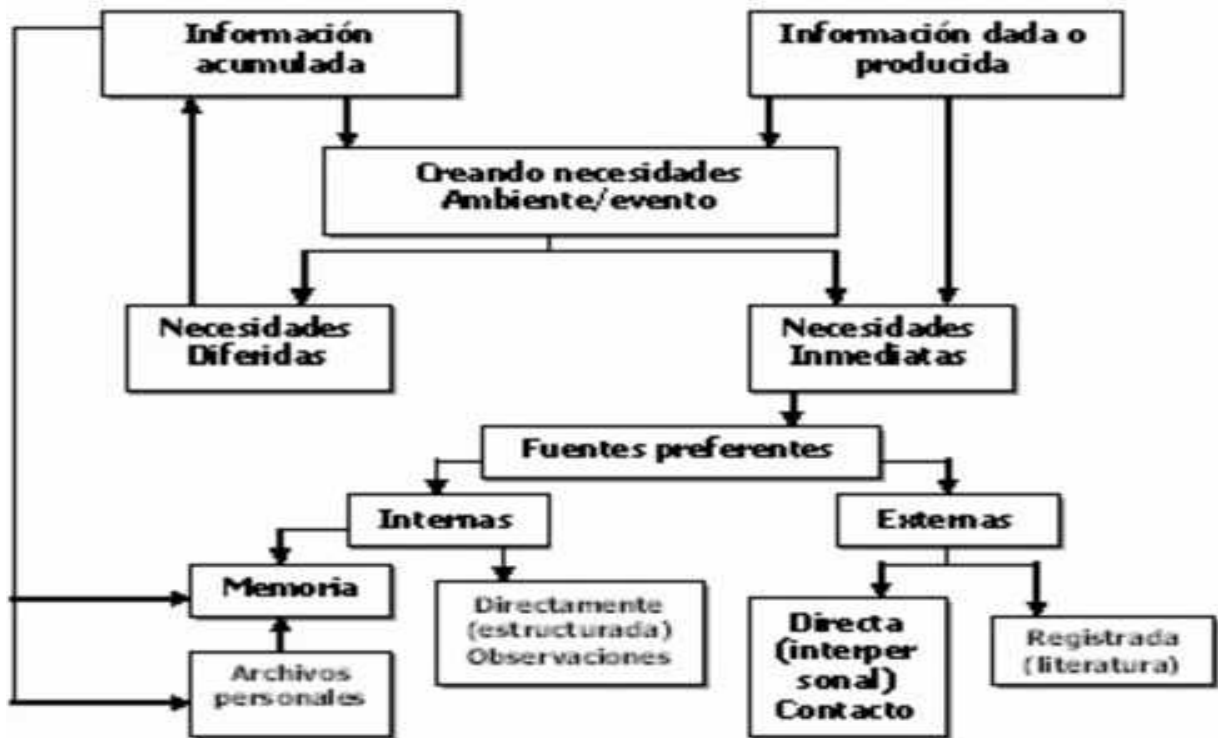 Información
acumulada
Información dada o
producida
Creando necesidades
Ambiente/evento
Necesidades
Diferidas
Necesidades
Inmediatas
Fuentes preferentes
Internas
Externas
Memoria
Directamente
(estructurada)
Observaciones
Directa
(interper
sonal)
Contacto
Registrada
(literatura)
Archivos
personales